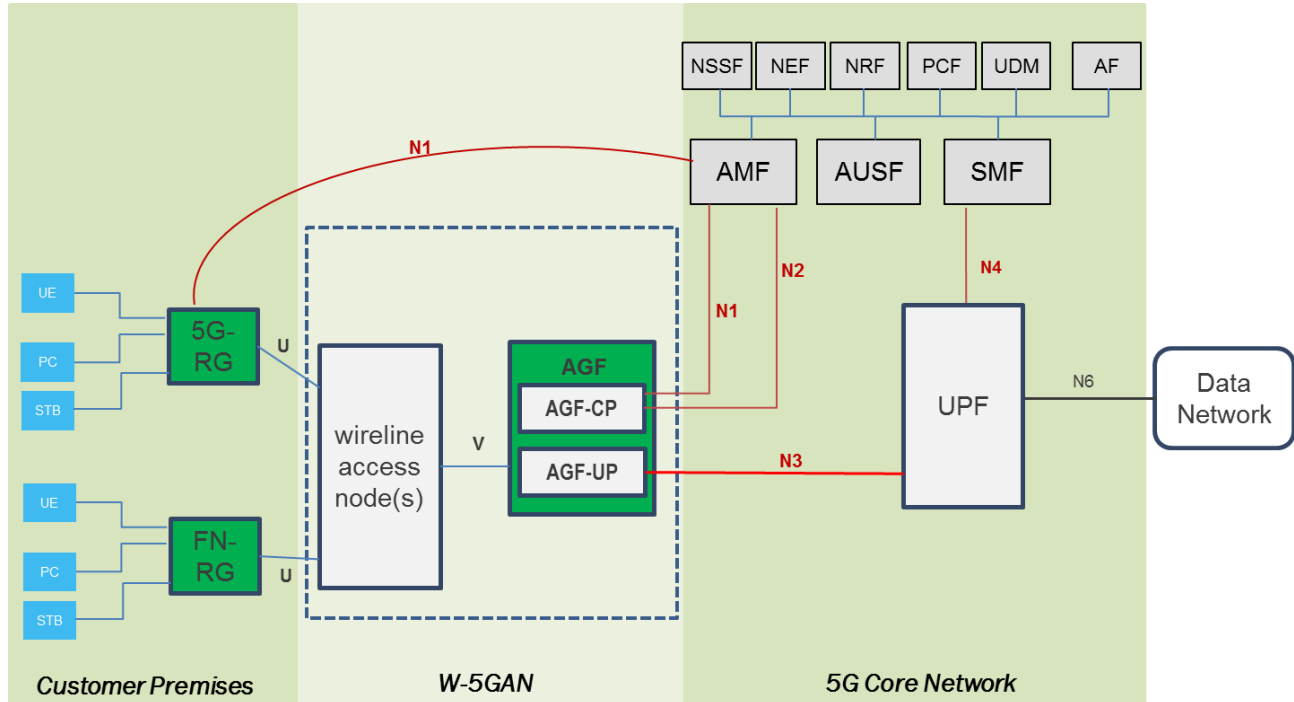 NSSF
NEF
NRF
PCF
UDM
AF
N1
AMF
AUSF
SMF
N2
N4
N1
UE
5G-
RG
PC
STB
U
wireline
access
node(s)
AGF
AGF-CP
V
AGF-UP
N3
UPF
N6
Data
Network
UE
FN-
RG
PC
STB
U
Customer Premises
W-5GAN
5G Core Network